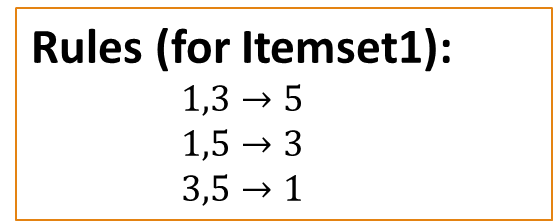 Rules (for Itemset1):
1,3 → 5
1,5 → 3
3,5 → 1